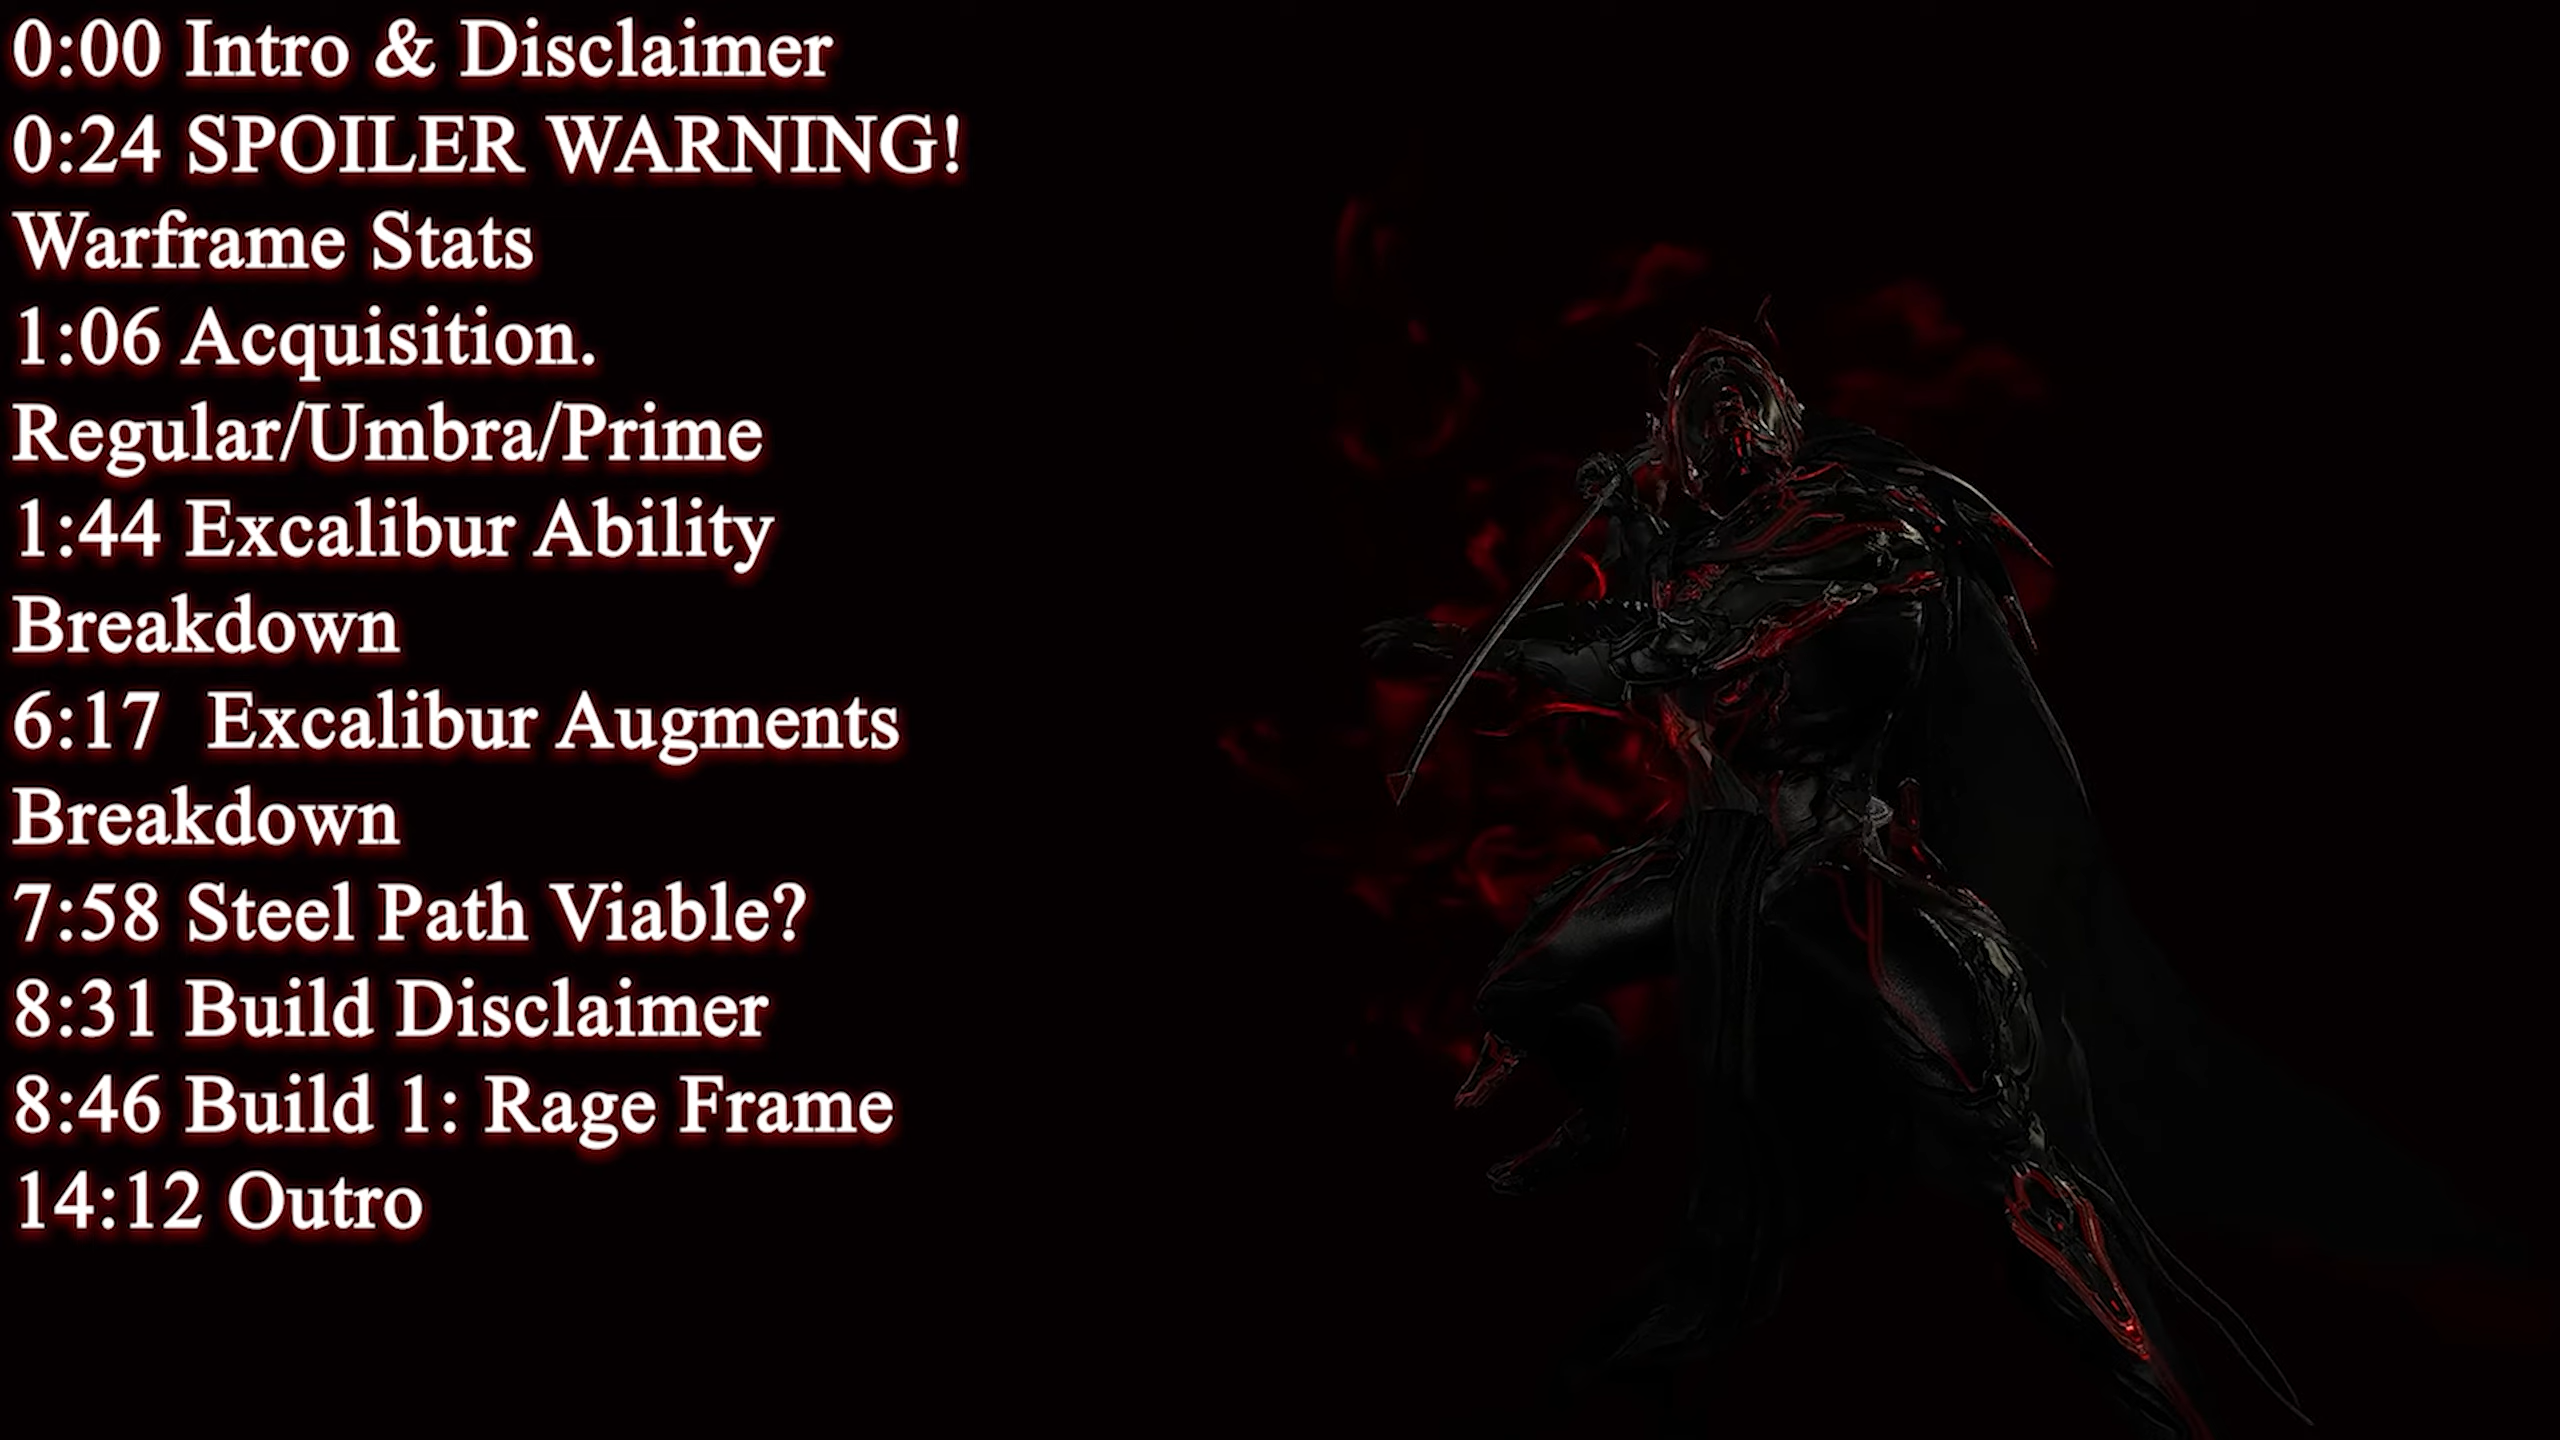 0:00 Intro & Disclaimer
0:24 SPOILER WARNING!
Warframe Stats
1:06 Acquisition.
Regular/Umbra/Prime
1:44 Excalibur Ability
Breakdown
6:17  Excalibur Augments
Breakdown
7:58 Steel Path Viable?
8:31 Build Disclaimer
8:46 Build 1: Rage Frame
14:12 Outro